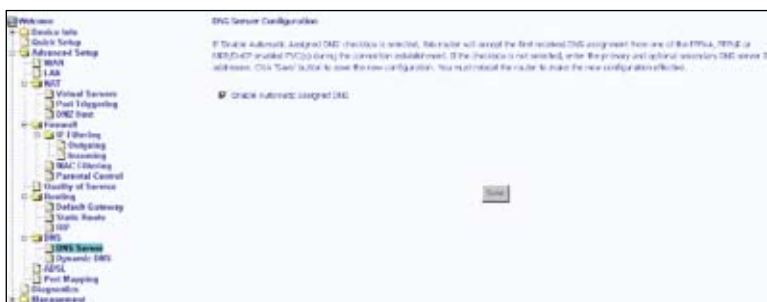 Welcome
Device Info
Quick Setup
Advanced Setup
WAN
LAN
NAT
Virtual Servers
Port Triggering
DMZ Host
Firewall
IP Filtering
Outgoing
Incoming
MAC Filtering
Parental Control
Quality of Service
Routing
Default Gateway
Static Route
RIP
DNS
DNS Server
Dynamic DNS
ADSL
Port Mapping
Diagnostics
Management
DNS Server Configuration
If 'Enable Automatic Assigned DNS' checkbox is selected, this router will accept the first received DNS assignment from one of the PPPoA, PPPoE or
MER/DHCP enabled PVC(s) during the connection establishment. If the checkbox is not selected, enter the primary and optional secondary DNS server
addresses. Click 'Save' button to save the new configuration. You must reboot the router to make the new configuration effective.
Enable Automatic Assigned DNS
Save